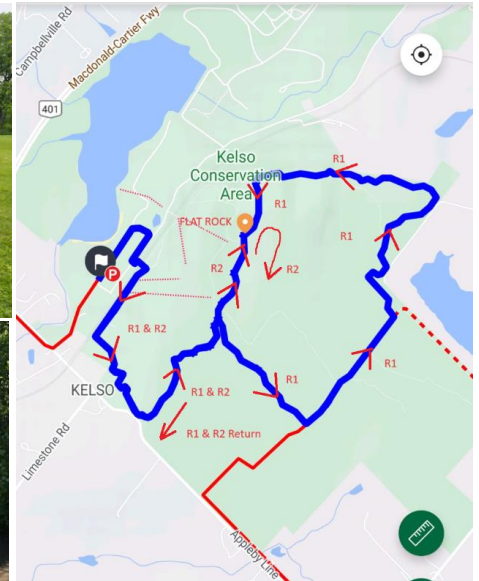 Campbellville Rd
Macdonald-Cartier Fwy
401
Kelso
Conservation
Area
R1
R1
FLAT ROCK
R1
R2
R2
P
R1 & R2
R1
R1 & R2
R1
KELSO
R1 & R2 Return
Limestone Rd
Appleby Line